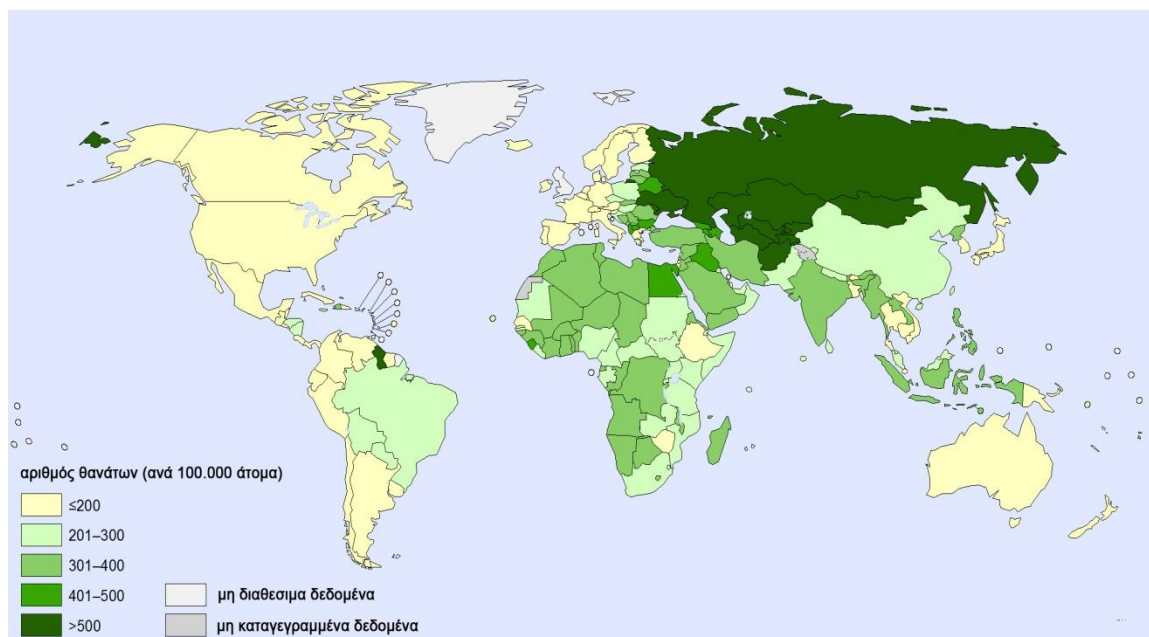 αριθμός θανάτων (ανά 100.000 άτομα)
≤200
201–300
301–400
401–500
>500
μη διαθεσιμα δεδομένα
μη καταγεγραμμένα δεδομένα